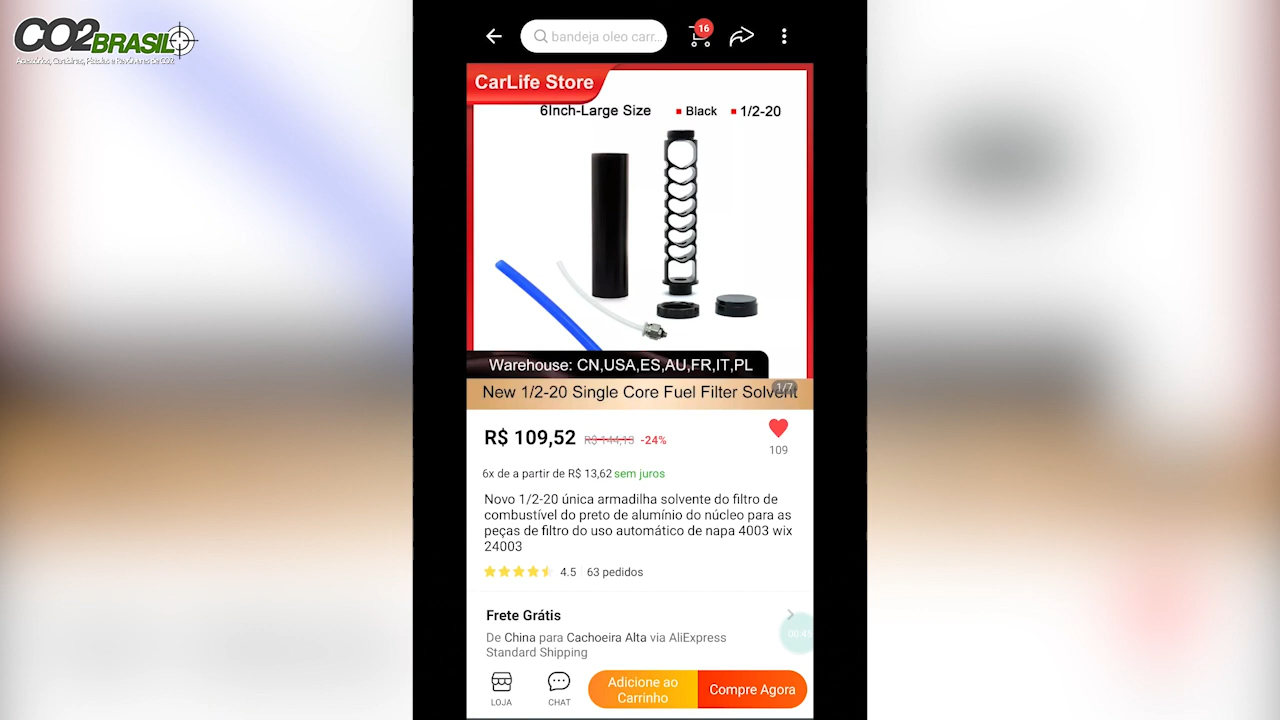 CO2BRASIL
bandeja oleo carr...
16
CarLife Store
6Inch-Large Size
Black
1/2-20
Warehouse: CN,USA,ES,AU,FR,IT,PL
1/7
New 1/2-20 Single Core Fuel Filter Solvent
R$ 109,52 R$ 144,13 -24%
109
6x de a partir de R$ 13,62 sem juros
Novo 1/2-20 única armadilha solvente do filtro de
combustível do preto de alumínio do núcleo para as
peças de filtro do uso automático de napa 4003 wix
24003
4.5 63 pedidos
Frete Grátis
De China para Cachoeira Alta via AliExpress
Standard Shipping
00:45
LOJA
CHAT
Adicione ao
Carrinho
Compre Agora